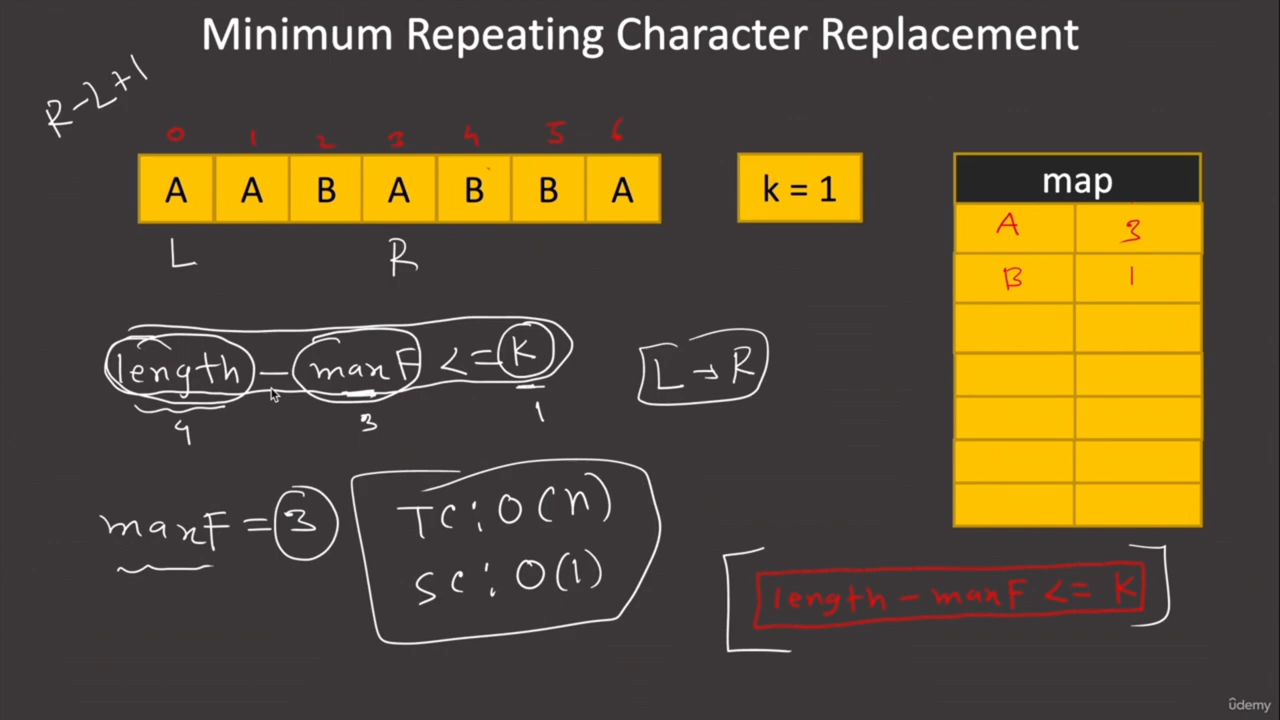 Minimum Repeating Character Replacement
R-L+1
0 1 2 3 4 5 6
A A B A B B A
k = 1
L R
map
A 3
B 1
length - maxF <= K
4 3 1
L → R
maxF = 3
TC: O(n)
SC: O(1)
length - maxF <= K
ûdemy